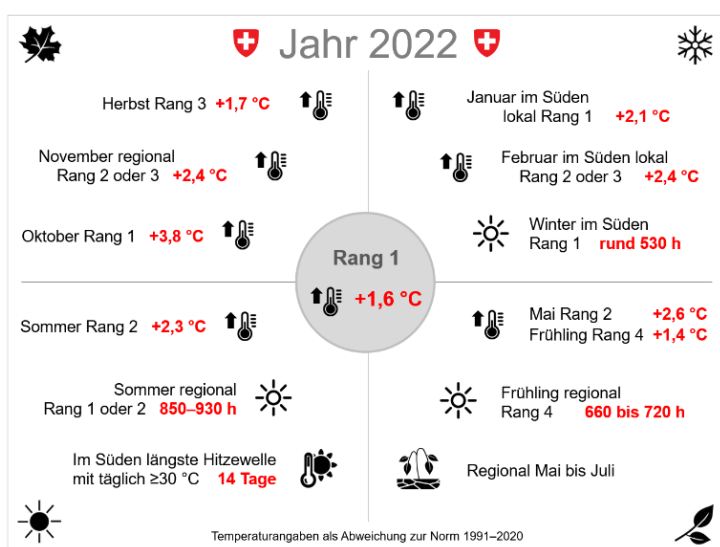 Jahr 2022
Herbst Rang 3 +1,7 °C
November regional
Rang 2 oder 3 +2,4 °C
Oktober Rang 1 +3,8 °C
Januar im Süden
lokal Rang 1 +2,1 °C
Februar im Süden lokal
Rang 2 oder 3 +2,4 °C
Winter im Süden
Rang 1 rund 530 h
Rang 1
+1,6 °C
Sommer Rang 2 +2,3 °C
Sommer regional
Rang 1 oder 2 850–930 h
Im Süden längste Hitzewelle
mit täglich ≥30 °C 14 Tage
Mai Rang 2 +2,6 °C
Frühling Rang 4 +1,4 °C
Frühling regional
Rang 4 660 bis 720 h
Regional Mai bis Juli
Temperaturangaben als Abweichung zur Norm 1991–2020